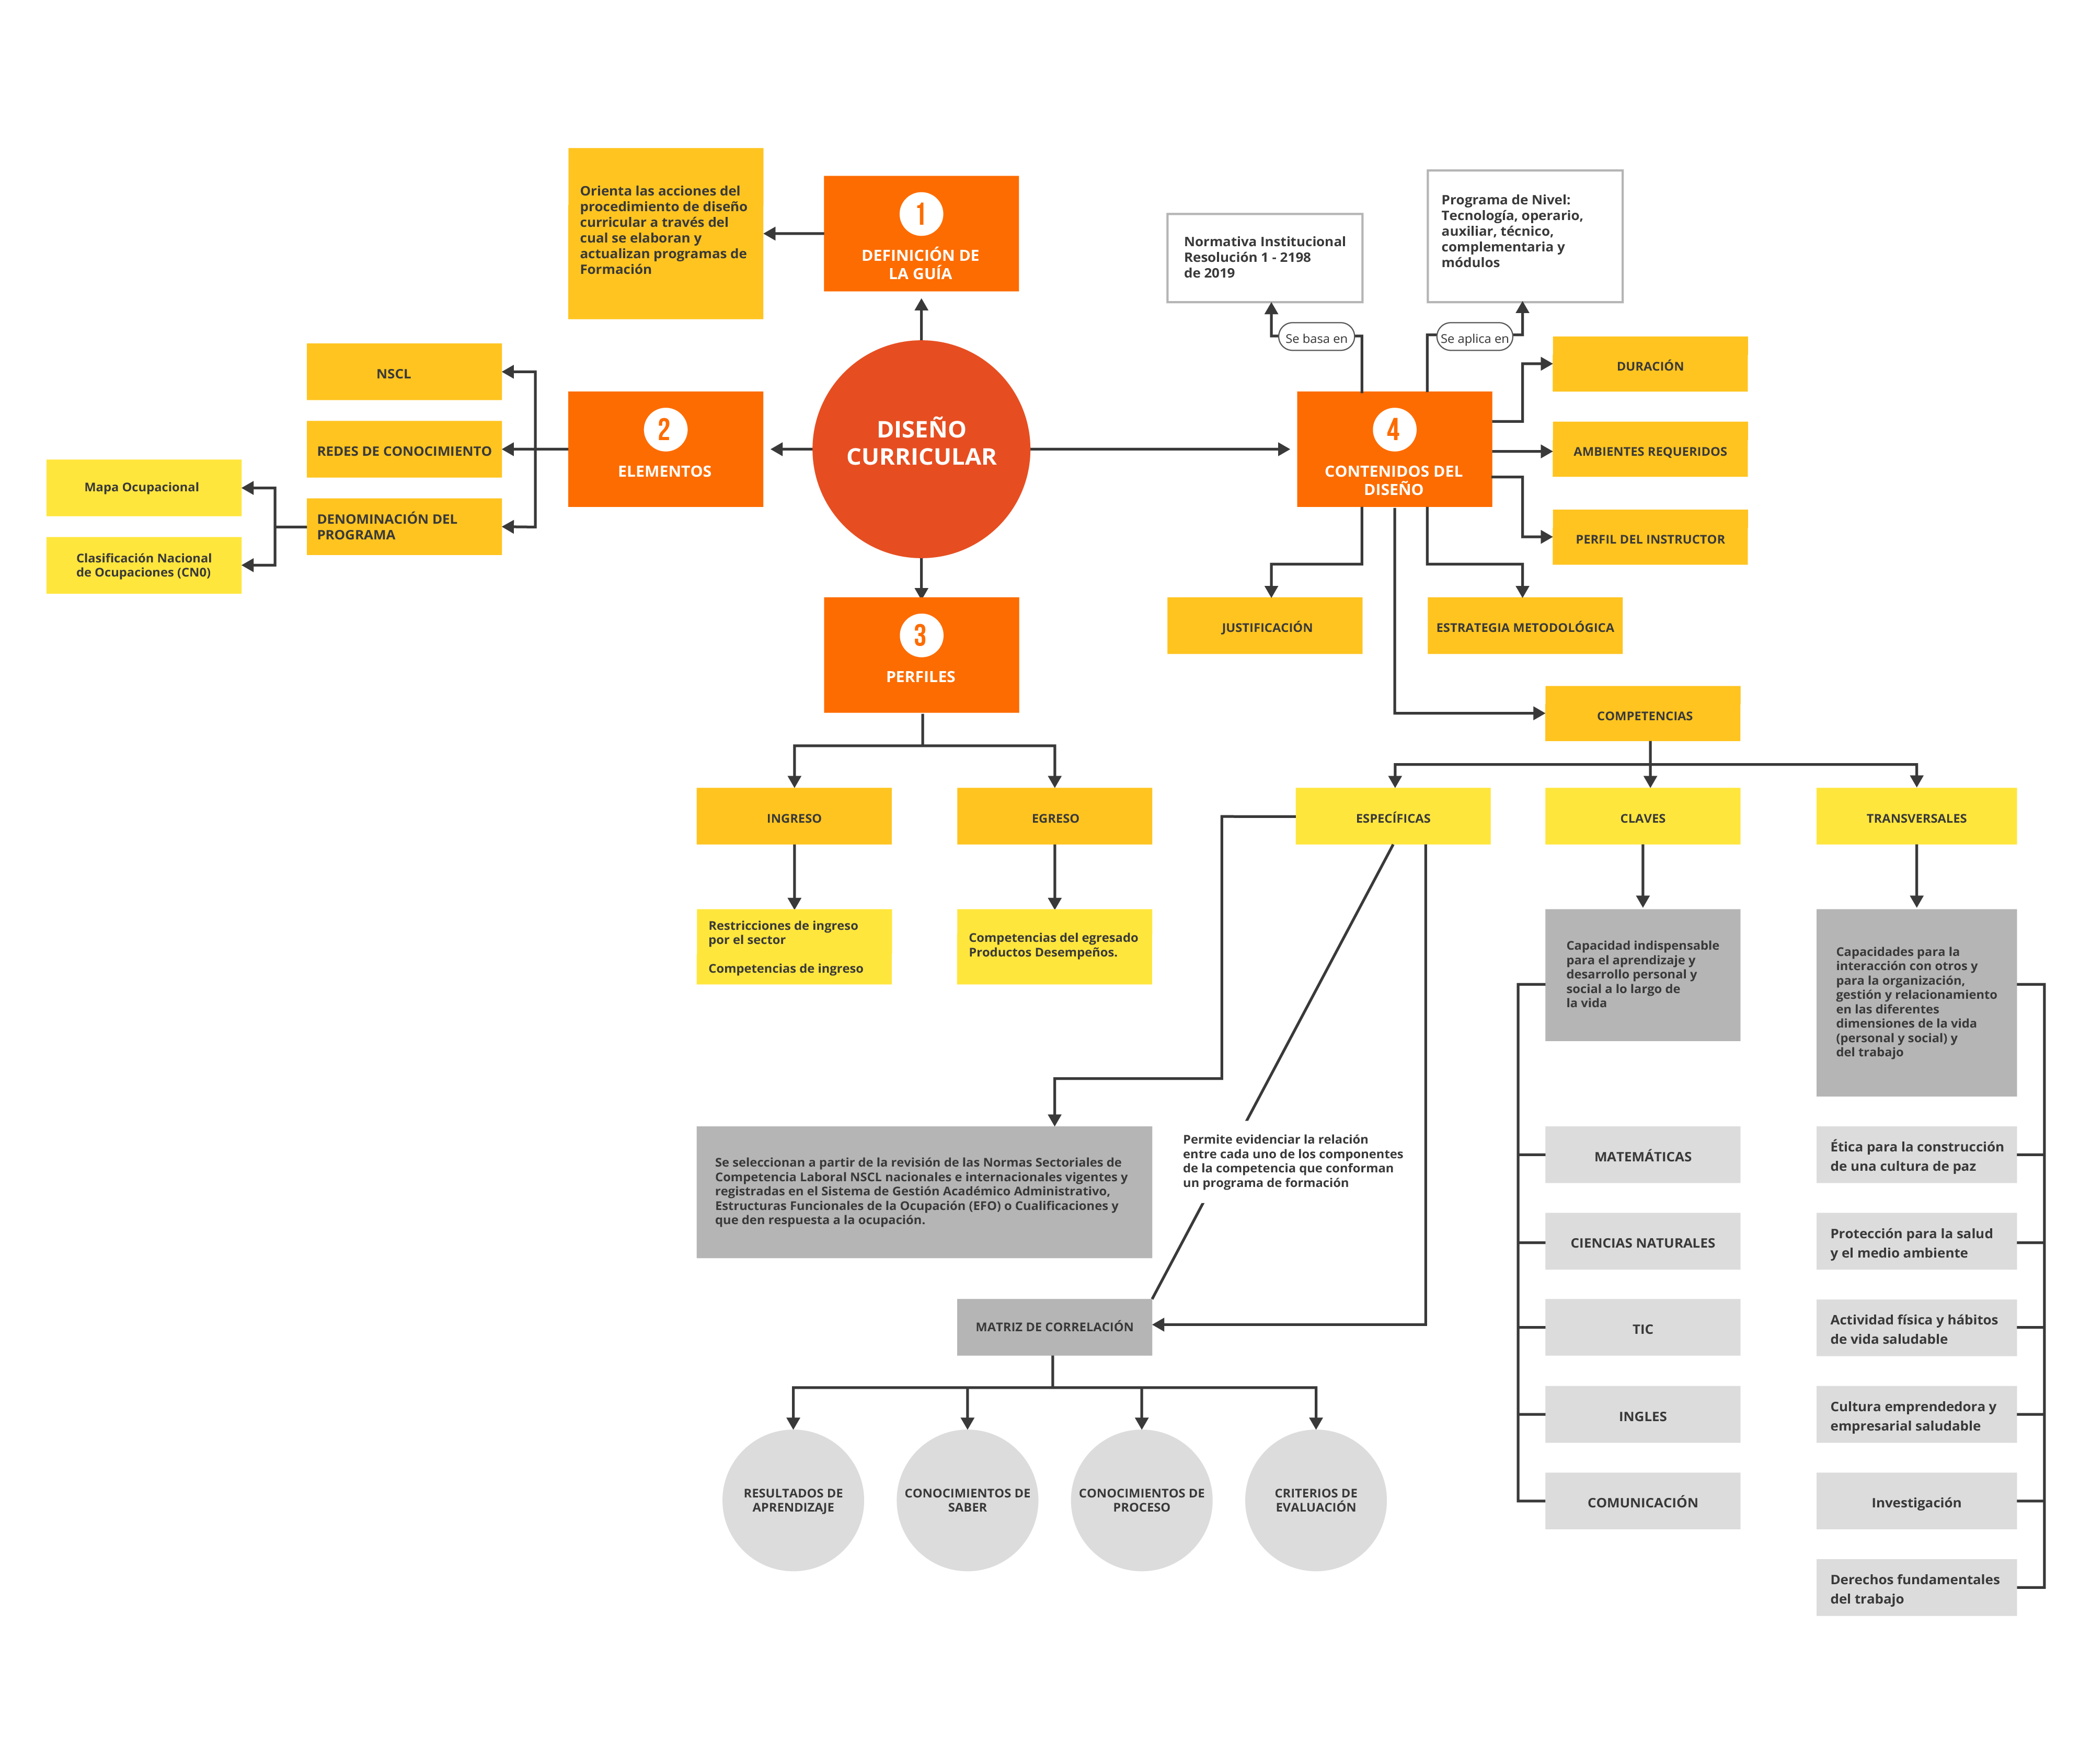 DISEÑO
CURRICULAR
1
DEFINICIÓN DE
LA GUÍA
Orienta las acciones del
procedimiento de diseño
curricular a través del
cual se elaboran y
actualizan programas de
Formación
2
ELEMENTOS
NSCL
REDES DE CONOCIMIENTO
DENOMINACIÓN DEL
PROGRAMA
Mapa Ocupacional
Clasificación Nacional
de Ocupaciones (CN0)
3
PERFILES
INGRESO
Restricciones de ingreso
por el sector
Competencias de ingreso
EGRESO
Competencias del egresado
Productos Desempeños.
4
CONTENIDOS DEL
DISEÑO
Se basa en
Normativa Institucional
Resolución 1 - 2198
de 2019
Se aplica en
Programa de Nivel:
Tecnología, operario,
auxiliar, técnico,
complementaria y
módulos
DURACIÓN
AMBIENTES REQUERIDOS
PERFIL DEL INSTRUCTOR
JUSTIFICACIÓN
ESTRATEGIA METODOLÓGICA
COMPETENCIAS
ESPECÍFICAS
Se seleccionan a partir de la revisión de las Normas Sectoriales de
Competencia Laboral NSCL nacionales e internacionales vigentes y
registradas en el Sistema de Gestión Académico Administrativo,
Estructuras Funcionales de la Ocupación (EFO) o Cualificaciones y
que den respuesta a la ocupación.
Permite evidenciar la relación
entre cada uno de los componentes
de la competencia que conforman
un programa de formación
MATRIZ DE CORRELACIÓN
RESULTADOS DE
APRENDIZAJE
CONOCIMIENTOS DE
SABER
CONOCIMIENTOS DE
PROCESO
CRITERIOS DE
EVALUACIÓN
CLAVES
Capacidad indispensable
para el aprendizaje y
desarrollo personal y
social a lo largo de
la vida
MATEMÁTICAS
CIENCIAS NATURALES
TIC
INGLES
COMUNICACIÓN
TRANSVERSALES
Capacidades para la
interacción con otros y
para la organización,
gestión y relacionamiento
en las diferentes
dimensiones de la vida
(personal y social) y
del trabajo
Ética para la construcción
de una cultura de paz
Protección para la salud
y el medio ambiente
Actividad física y hábitos
de vida saludable
Cultura emprendedora y
empresarial saludable
Investigación
Derechos fundamentales
del trabajo